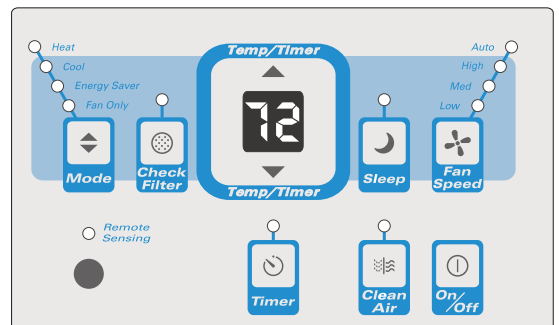 Heat
Cool
Energy Saver
Fan Only
Mode
Check
Filter
Temp/Timer
72
Temp/Timer
Sleep
Auto
High
Med
Low
Fan
Speed
Remote
Sensing
Timer
Clean
Air
On/Off